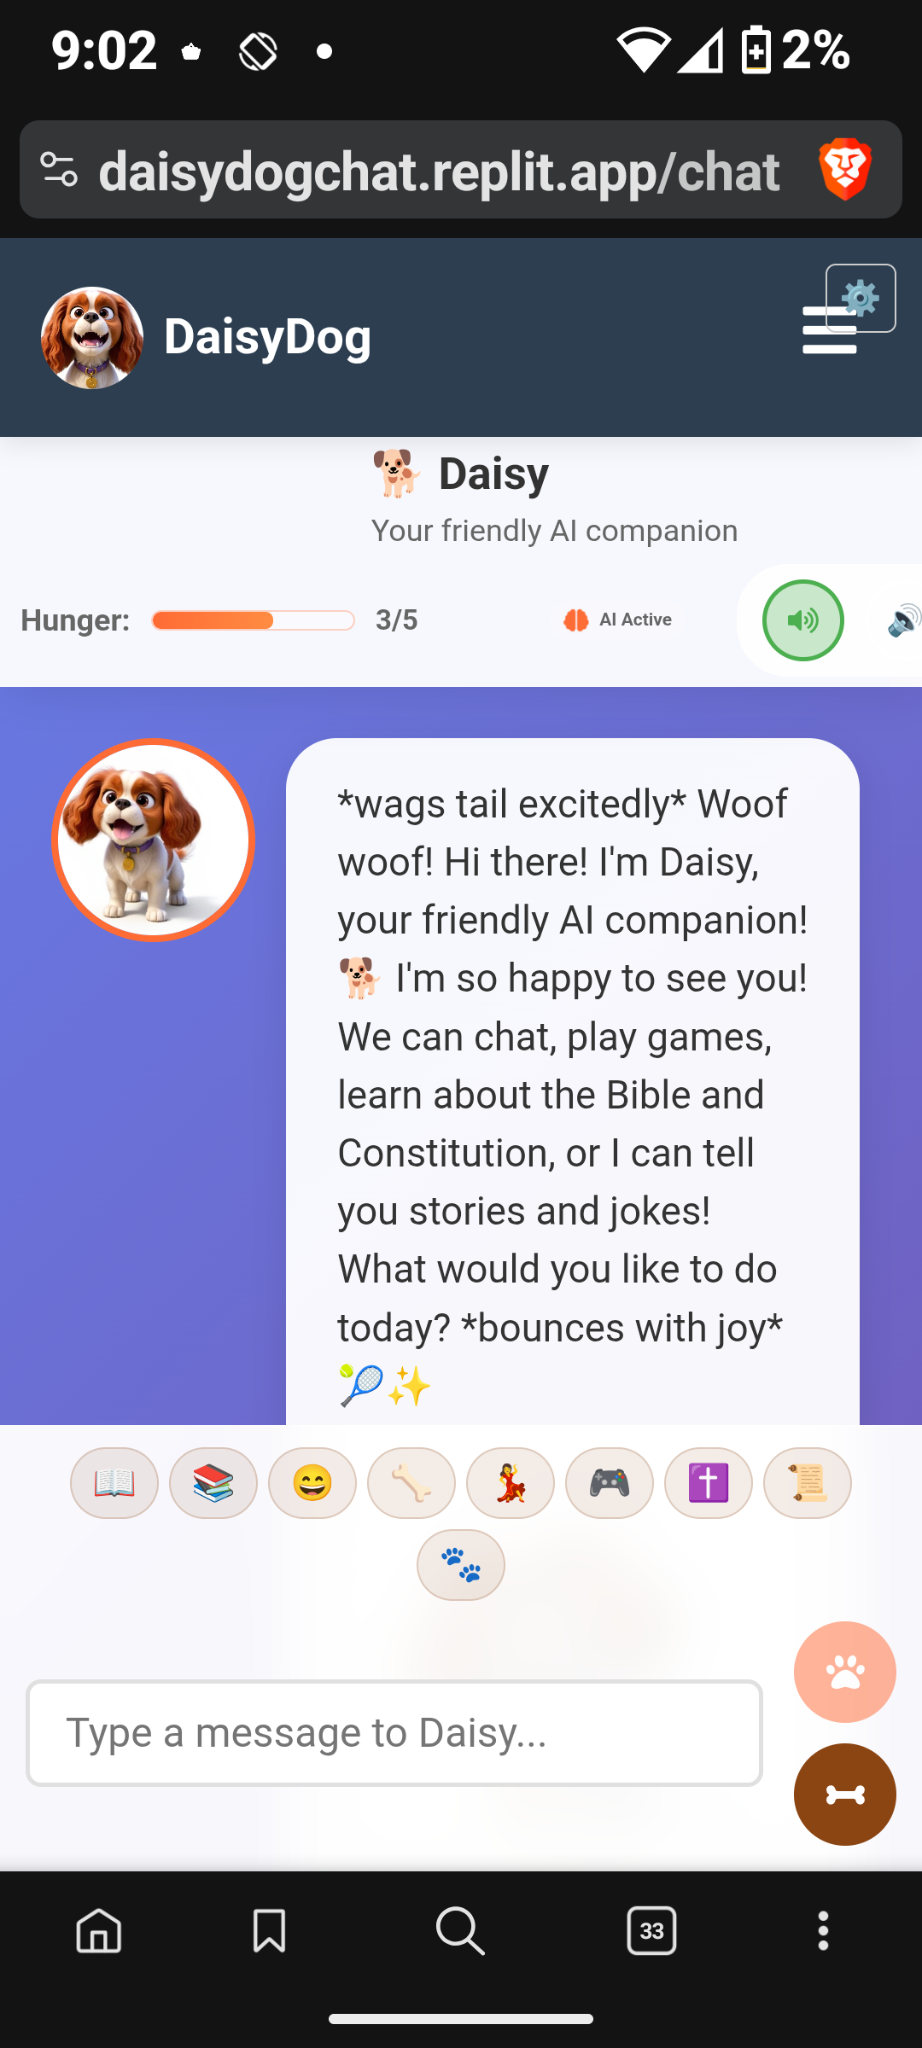 9:02
2%
daisydogchat.replit.app/chat
DaisyDog
🐕 Daisy
Your friendly AI companion
Hunger: 3/5 AI Active
*wags tail excitedly* Woof
woof! Hi there! I'm Daisy,
your friendly AI companion!
🐕 I'm so happy to see you!
We can chat, play games,
learn about the Bible and
Constitution, or I can tell
you stories and jokes!
What would you like to do
today? *bounces with joy*
🎾✨
Type a message to Daisy...
33